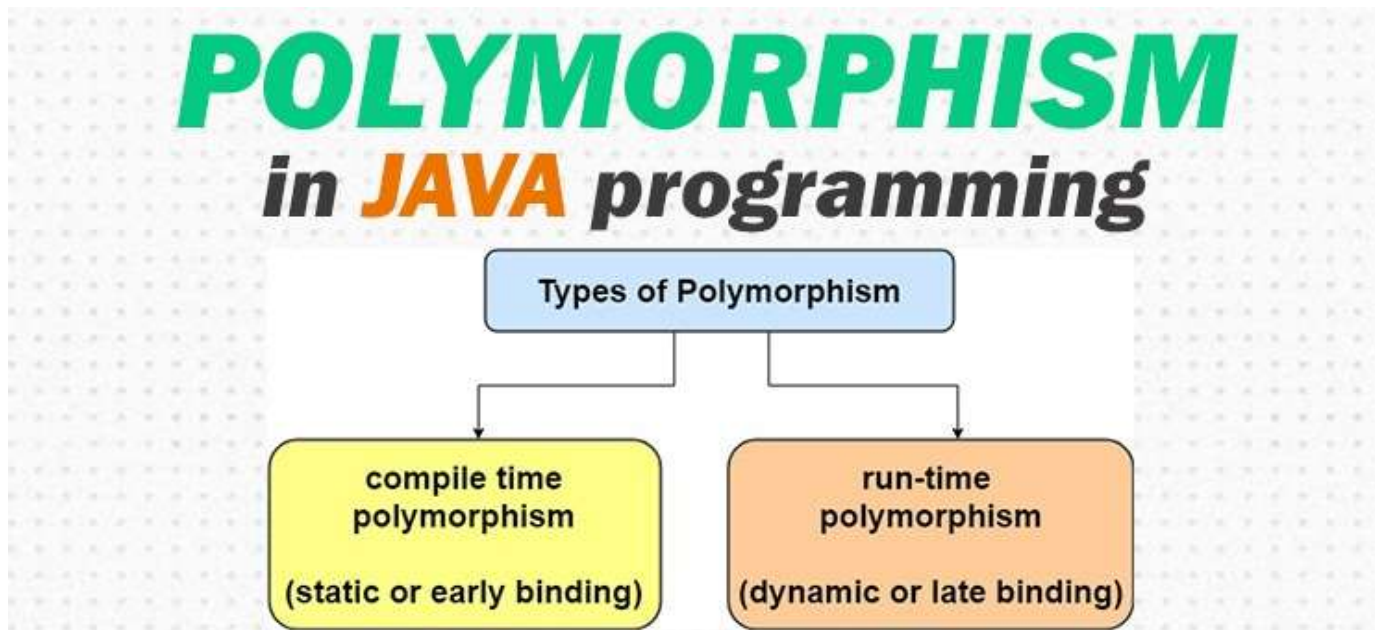 POLYMORPHISM
in JAVA programming
Types of Polymorphism
compile time
polymorphism
(static or early binding)
run-time
polymorphism
(dynamic or late binding)